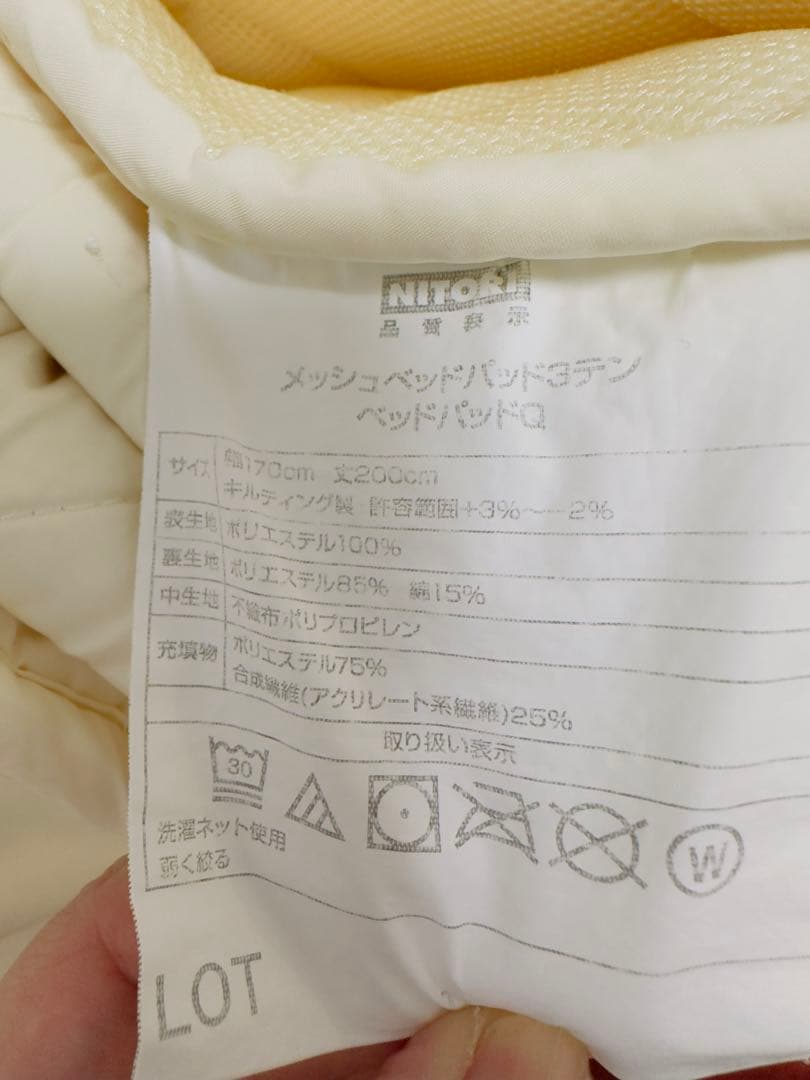 NITORI
品質表示
メッシュベッドパッド3テン
ベッドパッドQ
サイズ 幅170cm 丈200cm
キルティング製 許容範囲+3%~-2%
表生地 ポリエステル100%
裏生地 ポリエステル85% 綿15%
中生地 不織布ポリプロピレン
充填物 ポリエステル75%
合成繊維(アクリレート系繊維)25%
取り扱い表示
30
W
洗濯ネット使用
弱く絞る
LOT